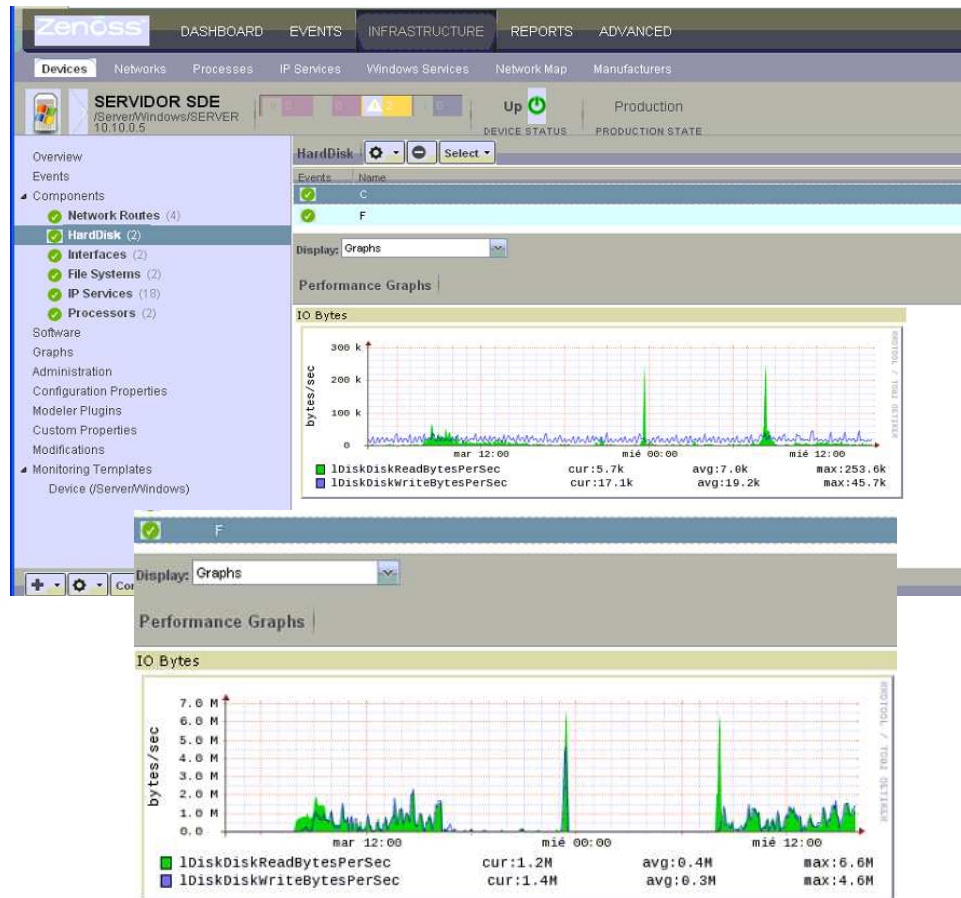 Zenoss DASHBOARD EVENTS INFRASTRUCTURE REPORTS ADVANCED
Devices Networks Processes IP Services Windows Services Network Map Manufacturers
SERVIDOR SDE
/Server/Windows/SERVER
10.10.0.5
Up
DEVICE STATUS
Production
PRODUCTION STATE
Overview
Events
Components
Network Routes (4)
HardDisk (2)
Interfaces (2)
File Systems (2)
IP Services (18)
Processors (2)
Software
Graphs
Administration
Configuration Properties
Modeler Plugins
Custom Properties
Modifications
Monitoring Templates
Device (/Server/Windows)
HardDisk Select
Events Name
C
F
Display: Graphs
Performance Graphs
IO Bytes
RRDTOOL / TOBI OETIKER
bytes/sec
300 k
200 k
100 k
0
mar 12:00 mié 00:00 mié 12:00
lDiskDiskReadBytesPerSec cur:5.7k avg:7.0k max:253.6k
lDiskDiskWriteBytesPerSec cur:17.1k avg:19.2k max:45.7k
F
Display: Graphs
Performance Graphs
IO Bytes
RRDTOOL / TOBI OETIKER
bytes/sec
7.0 M
6.0 M
5.0 M
4.0 M
3.0 M
2.0 M
1.0 M
0.0
mar 12:00 mié 00:00 mié 12:00
lDiskDiskReadBytesPerSec cur:1.2M avg:0.4M max:6.6M
lDiskDiskWriteBytesPerSec cur:1.4M avg:0.3M max:4.6M